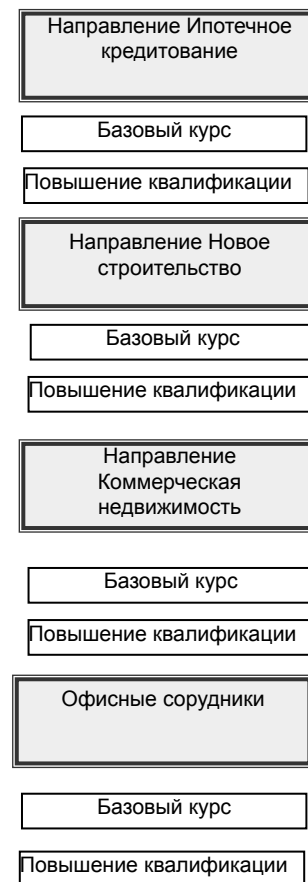 Направление Ипотечное
кредитование
Базовый курс
Повышение квалификации
Направление Новое
строительство
Базовый курс
Повышение квалификации
Направление
Коммерческая
недвижимость
Базовый курс
Повышение квалификации
Офисные сорудники
Базовый курс
Повышение квалификации